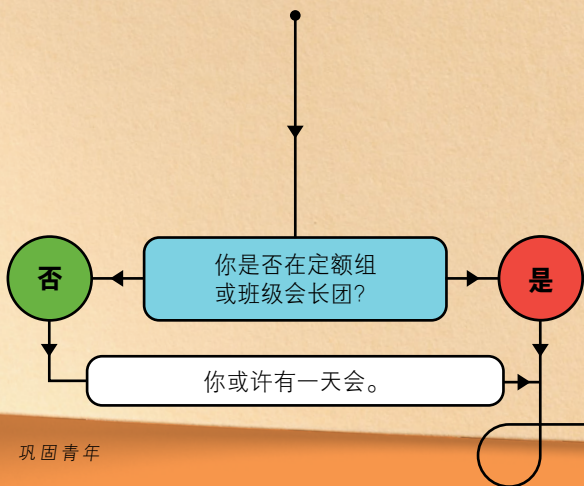 你是否在定额组
或班级会长团?
否
是
你或许有一天会。
巩固青年